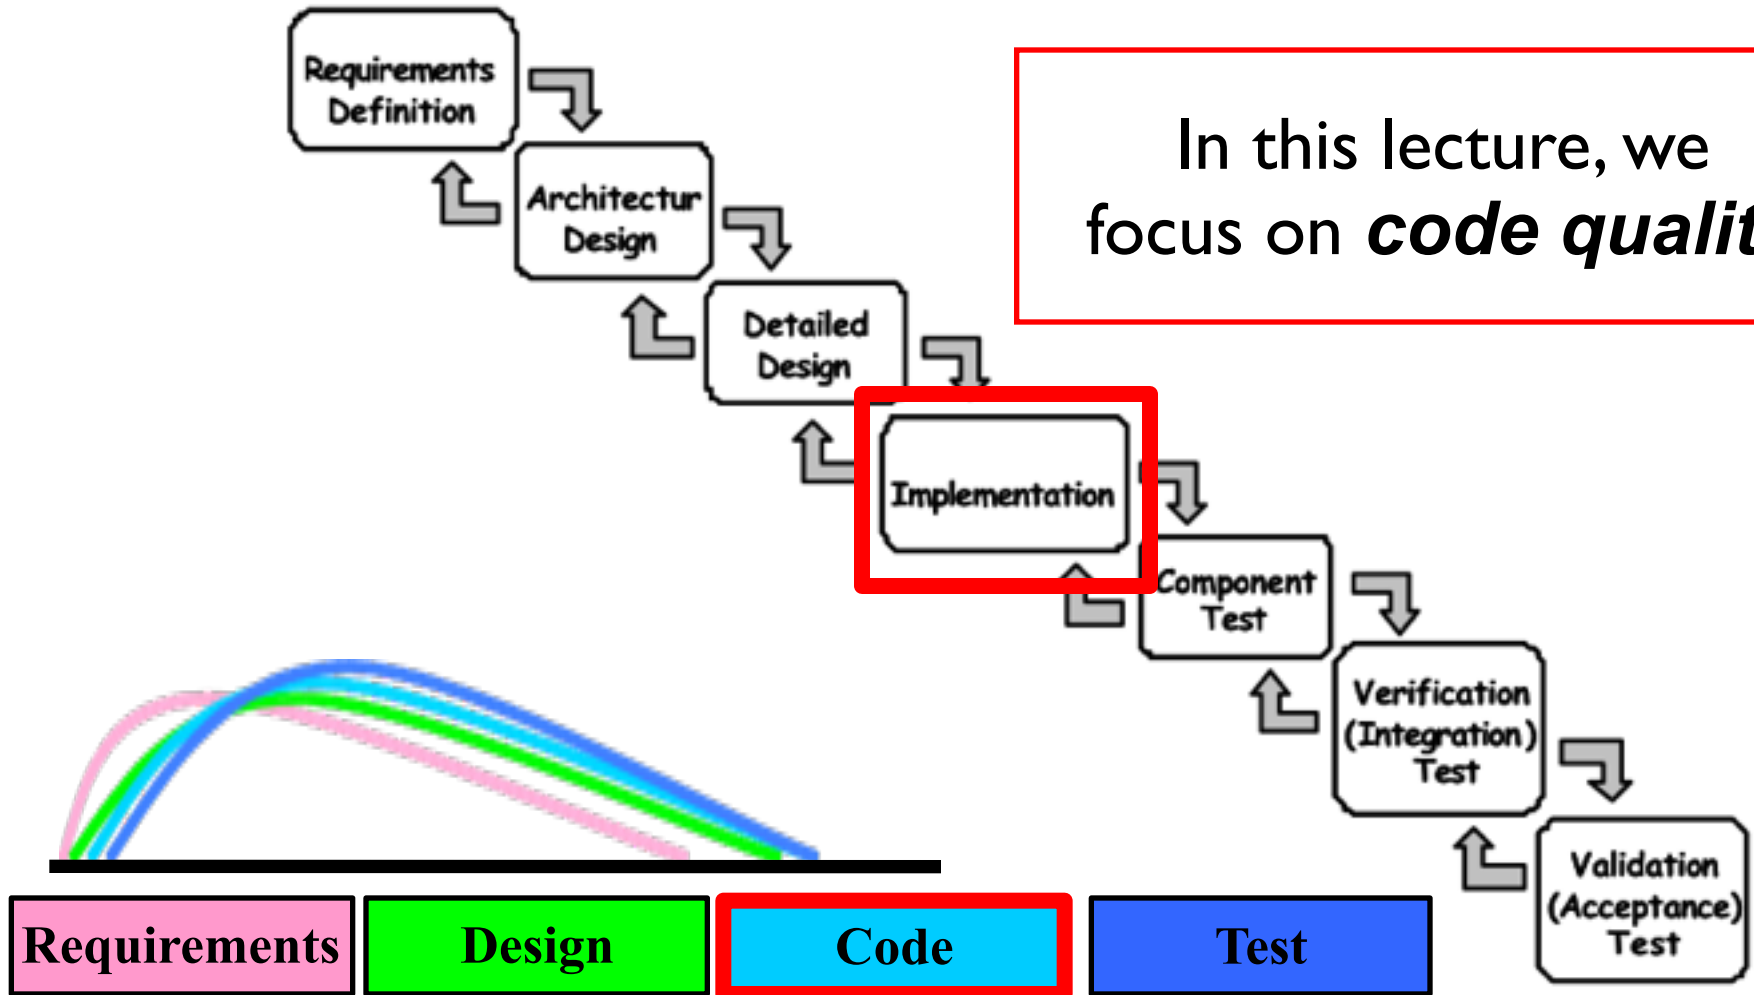 Requirements
Definition
In this lecture, we
focus on code qualit
Architectur
Design
Detailed
Design
Implementation
Component
Test
Verification
(Integration)
Test
Validation
(Acceptance)
Test
Requirements
Design
Code
Test